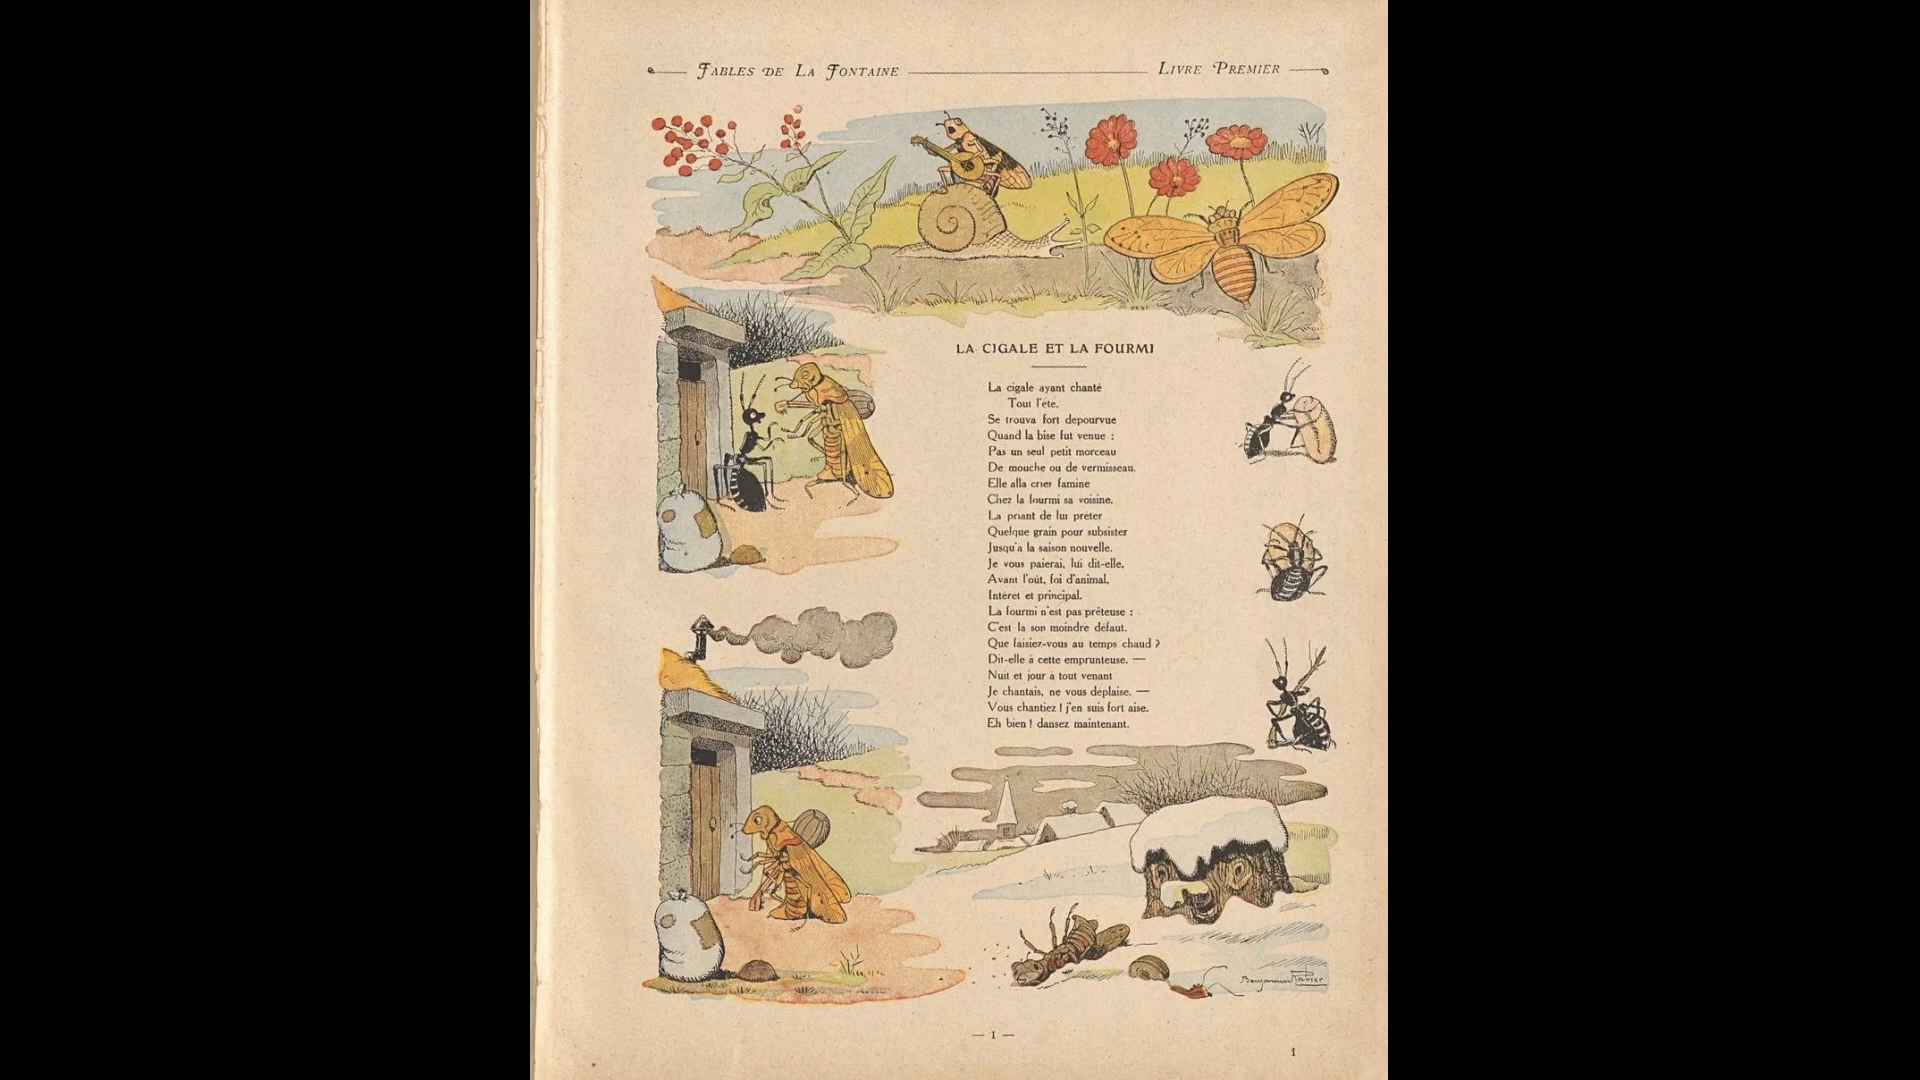 FABLES DE LA FONTAINE
LIVRE PREMIER
LA CIGALE ET LA FOURMI
La cigale ayant chanté
Tout l'été,
Se trouva fort dépourvue
Quand la bise fut venue :
Pas un seul petit morceau
De mouche ou de vermisseau.
Elle alla crier famine
Chez la fourmi sa voisine,
La priant de lui prêter
Quelque grain pour subsister
Jusqu'à la saison nouvelle.
Je vous paierai, lui dit-elle,
Avant l'oût, foi d'animal,
Intérêt et principal.
La fourmi n'est pas prêteuse :
C'est là son moindre défaut.
Que faisiez-vous au temps chaud ?
Dit-elle à cette emprunteuse. —
Nuit et jour à tout venant
Je chantais, ne vous déplaise. —
Vous chantiez ! j'en suis fort aise.
Eh bien ! dansez maintenant.
Benjamin Rabier
— 1 —
1